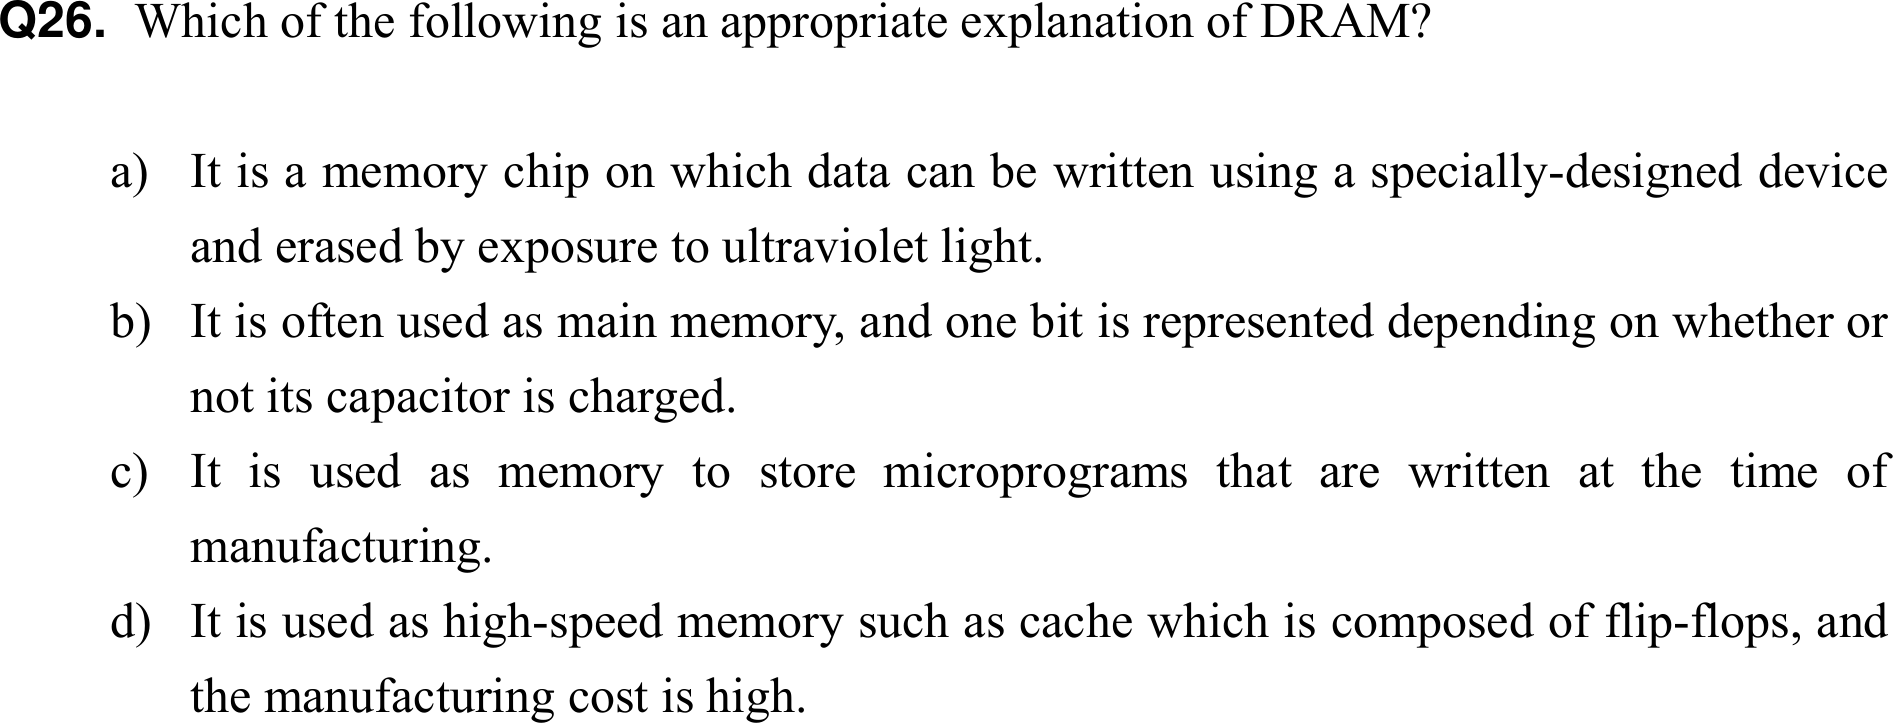 Q26. Which of the following is an appropriate explanation of DRAM?
a) It is a memory chip on which data can be written using a specially-designed device
and erased by exposure to ultraviolet light.
b) It is often used as main memory, and one bit is represented depending on whether or
not its capacitor is charged.
c) It is used as memory to store microprograms that are written at the time of
manufacturing.
d) It is used as high-speed memory such as cache which is composed of flip-flops, and
the manufacturing cost is high.